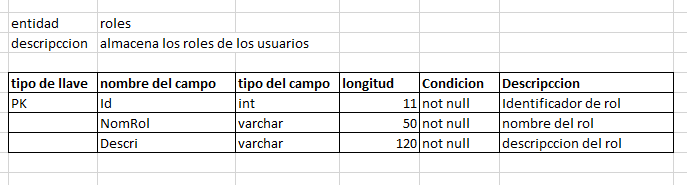 entidad roles
descripccion almacena los roles de los usuarios
tipo de llave nombre del campo tipo del campo longitud Condicion Descripccion
PK Id int 11 not null Identificador de rol
NomRol varchar 50 not null nombre del rol
Descri varchar 120 not null descripccion del rol